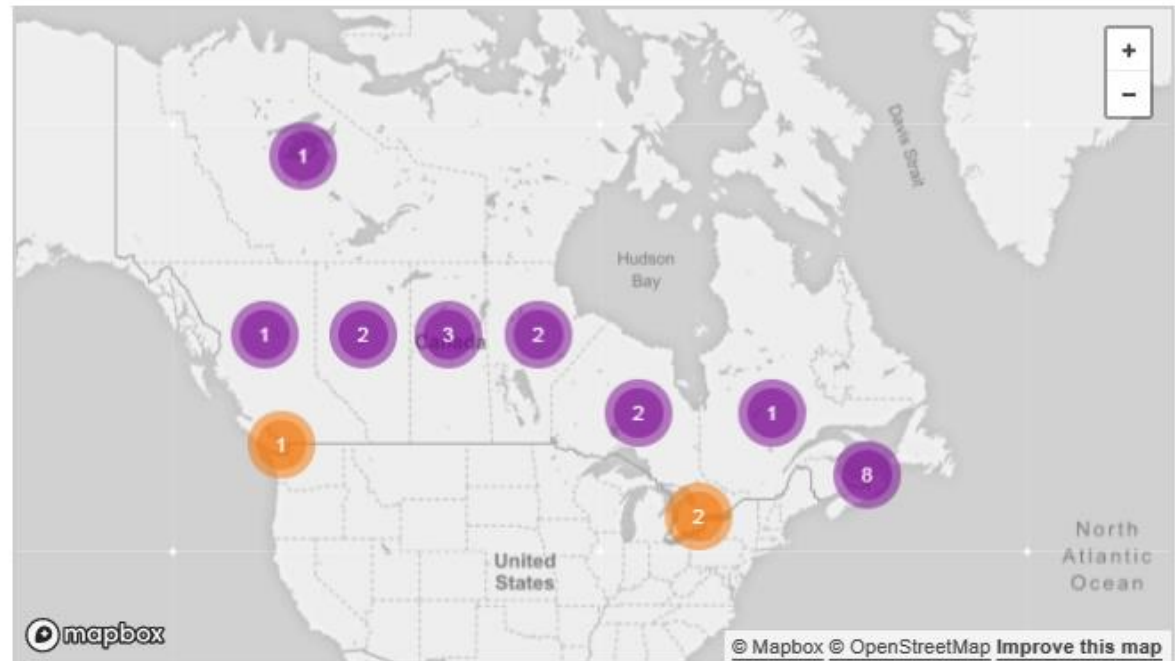 +
−
Davis Strait
1
Hudson
Bay
1
2
3
Canada
2
2
1
1
8
2
North
Atlantic
Ocean
United
States
mapbox
© Mapbox © OpenStreetMap Improve this map